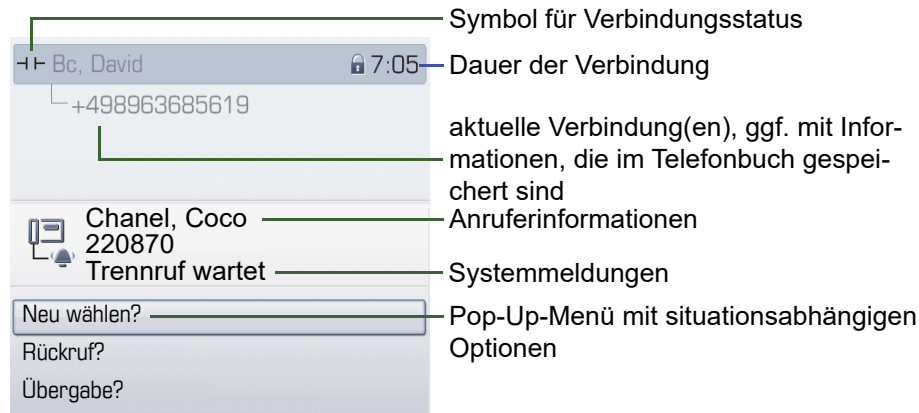 Symbol für Verbindungsstatus
Bc, David
7:05
Dauer der Verbindung
+498963685619
aktuelle Verbindung(en), ggf. mit Infor-
mationen, die im Telefonbuch gespei-
chert sind
Chanel, Coco
Anruferinformationen
220870
Trennruf wartet
Systemmeldungen
Neu wählen?
Pop-Up-Menü mit situationsabhängigen
Optionen
Rückruf?
Übergabe?